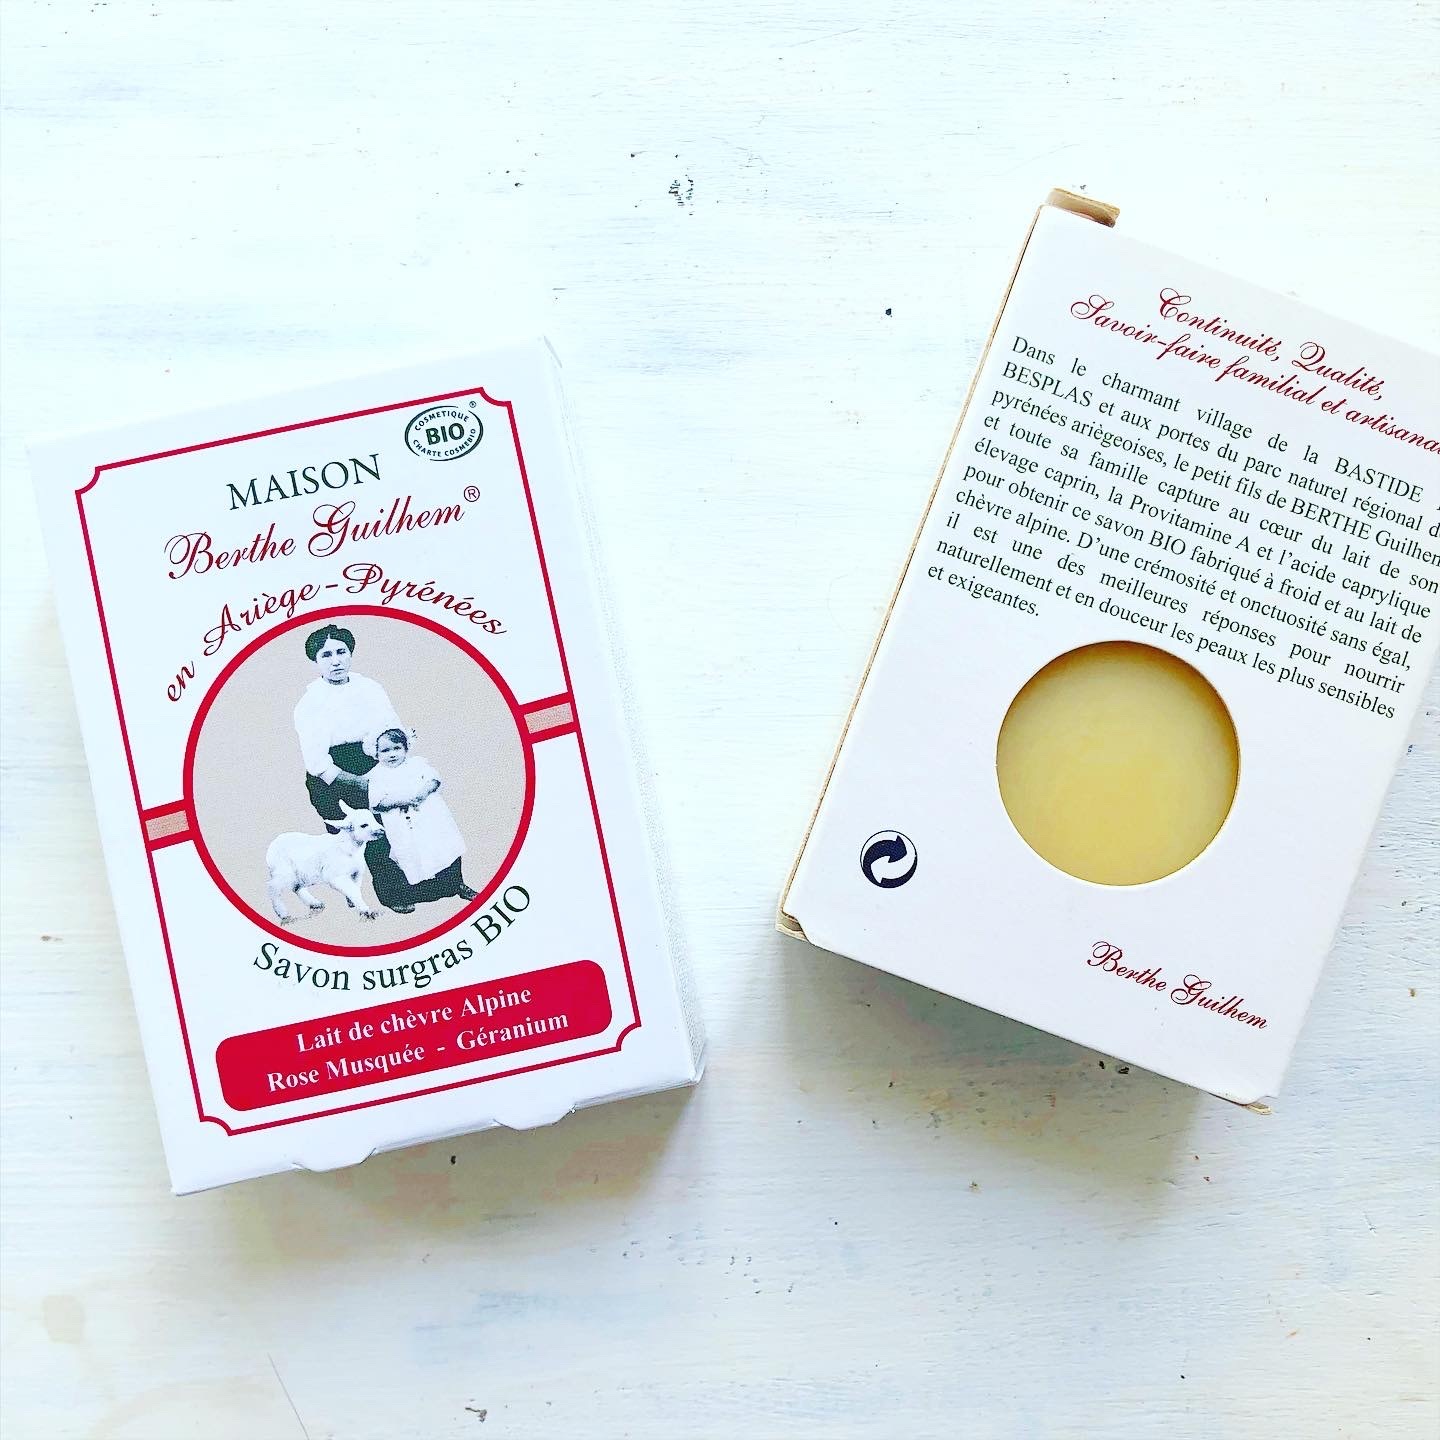 COSMETIQUE
BIO
®
CHARTE COSMEBIO
MAISON
Berthe Guilhem®
en Ariège-Pyrénées
Savon surgras BIO
Lait de chèvre Alpine
Rose Musquée - Géranium
Continuité, Qualité,
Savoir-faire familial et artisanal
Dans le charmant village de la BASTIDE
BESPLAS et aux portes du parc naturel régional
pyrénées ariègeoises, le petit fils de BERTHE Guilhem
et toute sa famille capture au cœur du lait de son
élevage caprin, la Provitamine A et l'acide caprylique
pour obtenir ce savon BIO fabriqué à froid et au lait de
chèvre alpine. D'une crémosité et onctuosité sans égal,
il est une des meilleures réponses pour nourrir
naturellement et en douceur les peaux les plus sensibles
et exigeantes.
Berthe Guilhem